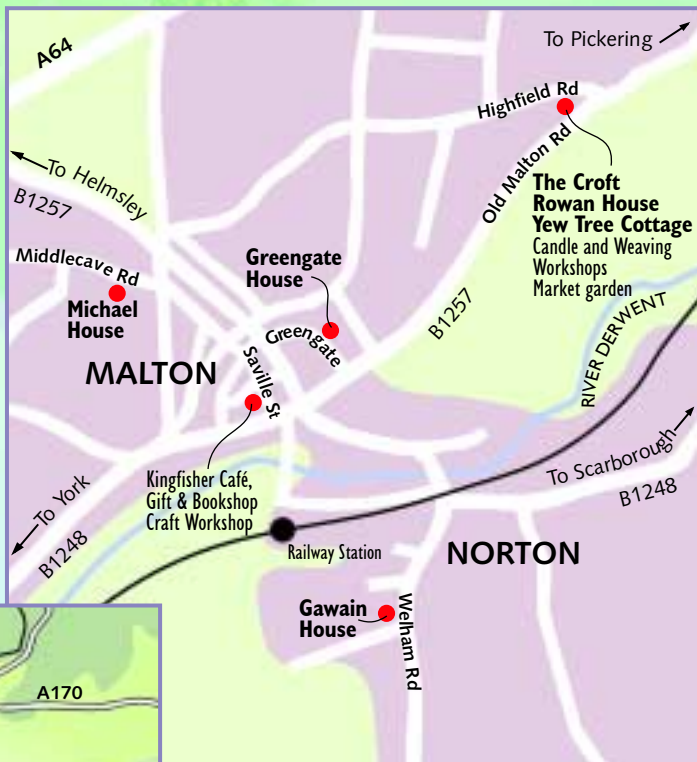 A64
To Pickering
Highfield Rd
To Helmsley
B1257
Old Malton Rd
The Croft
Rowan House
Yew Tree Cottage
Candle and Weaving
Workshops
Market garden
Middlecave Rd
Greengate
House
Michael
House
Greengate
B1257
RIVER DERWENT
MALTON
Saville St
Kingfisher Café,
Gift & Bookshop
Craft Workshop
To Scarborough
B1248
To York
B1248
Railway Station
NORTON
Gawain
House
Welham Rd
A170